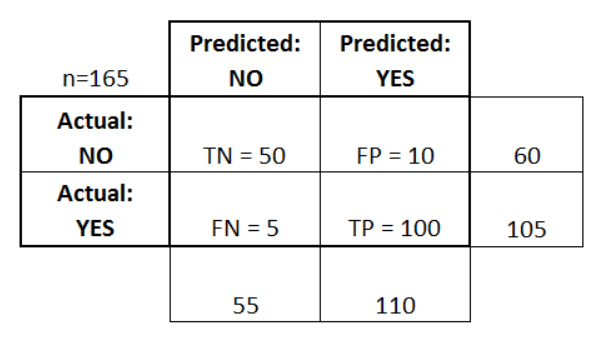 Predicted: Predicted:
n=165 NO YES
Actual:
NO TN = 50 FP = 10 60
Actual:
YES FN = 5 TP = 100 105
55 110